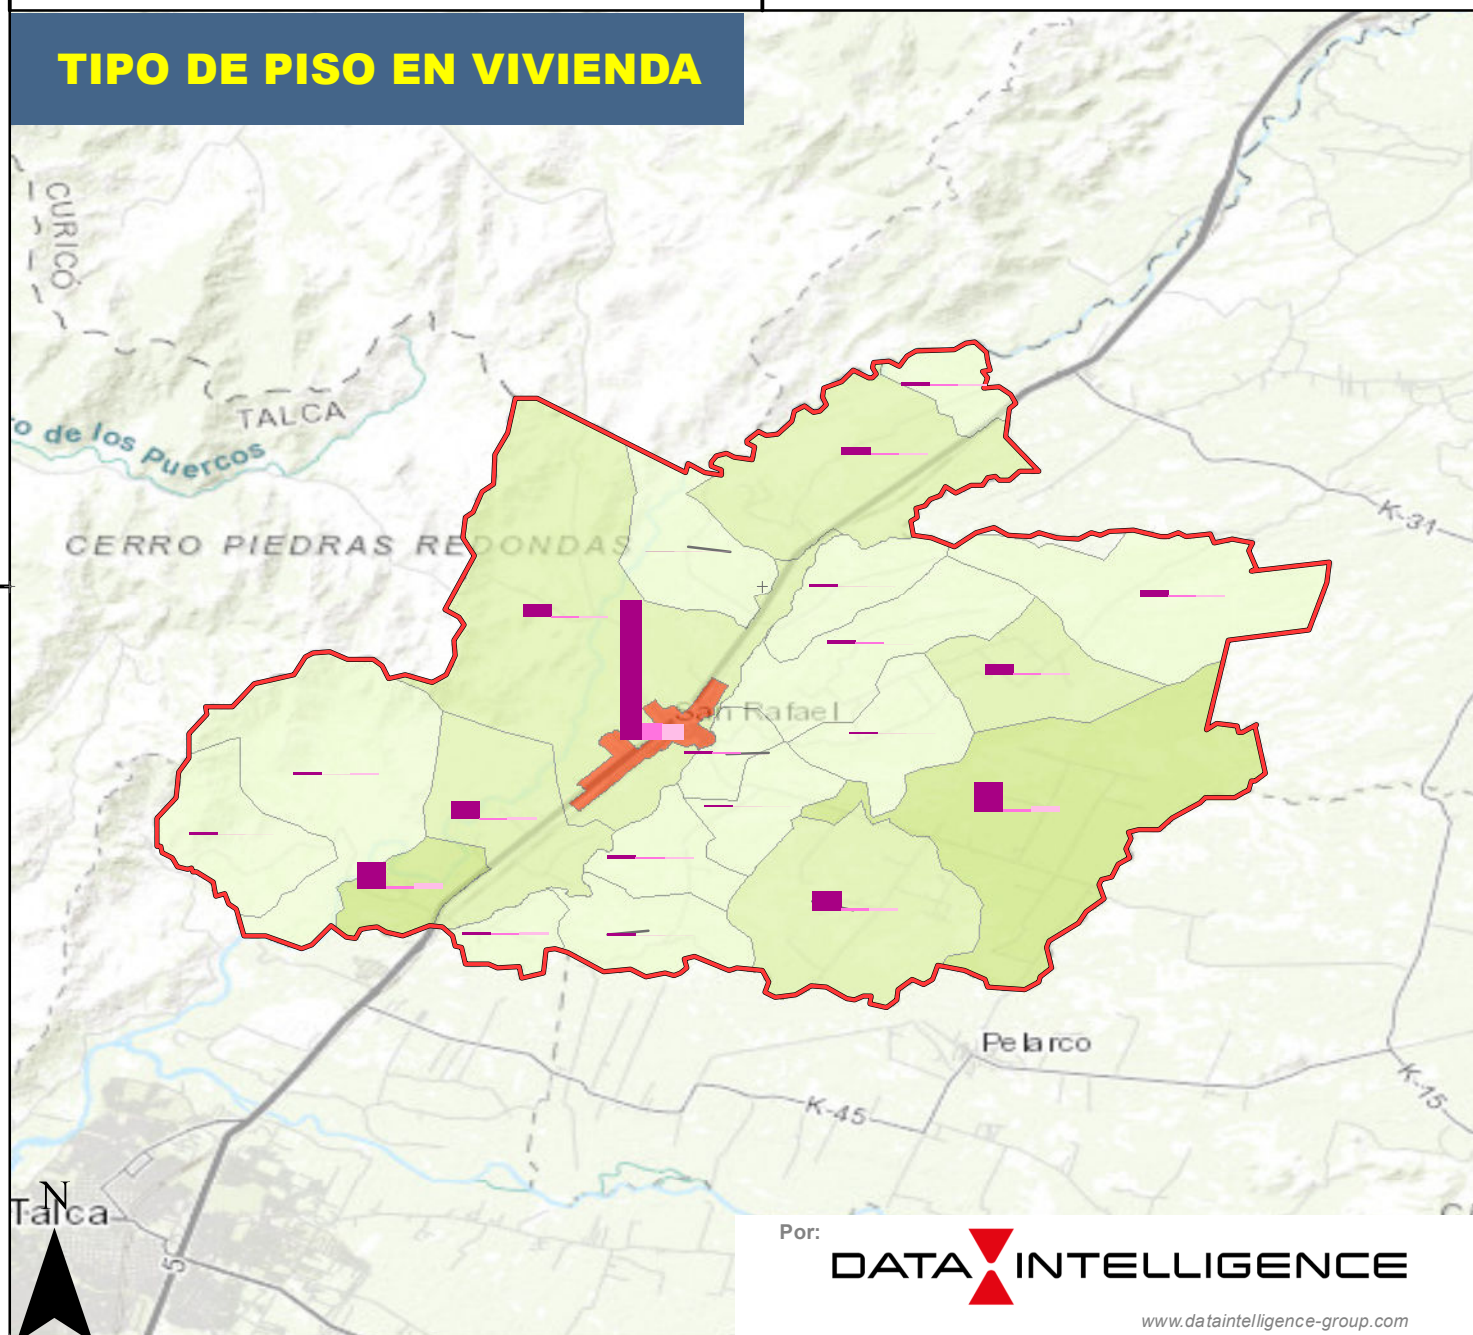 TIPO DE PISO EN VIVIENDA
CURICÓ
TALCA
o de los Puercos
CERRO PIEDRAS REDONDAS
K-31
San Rafael
Pelarco
K-15
K-45
N
Talca
5
Por:
DATA INTELLIGENCE
www.dataintelligence-group.com